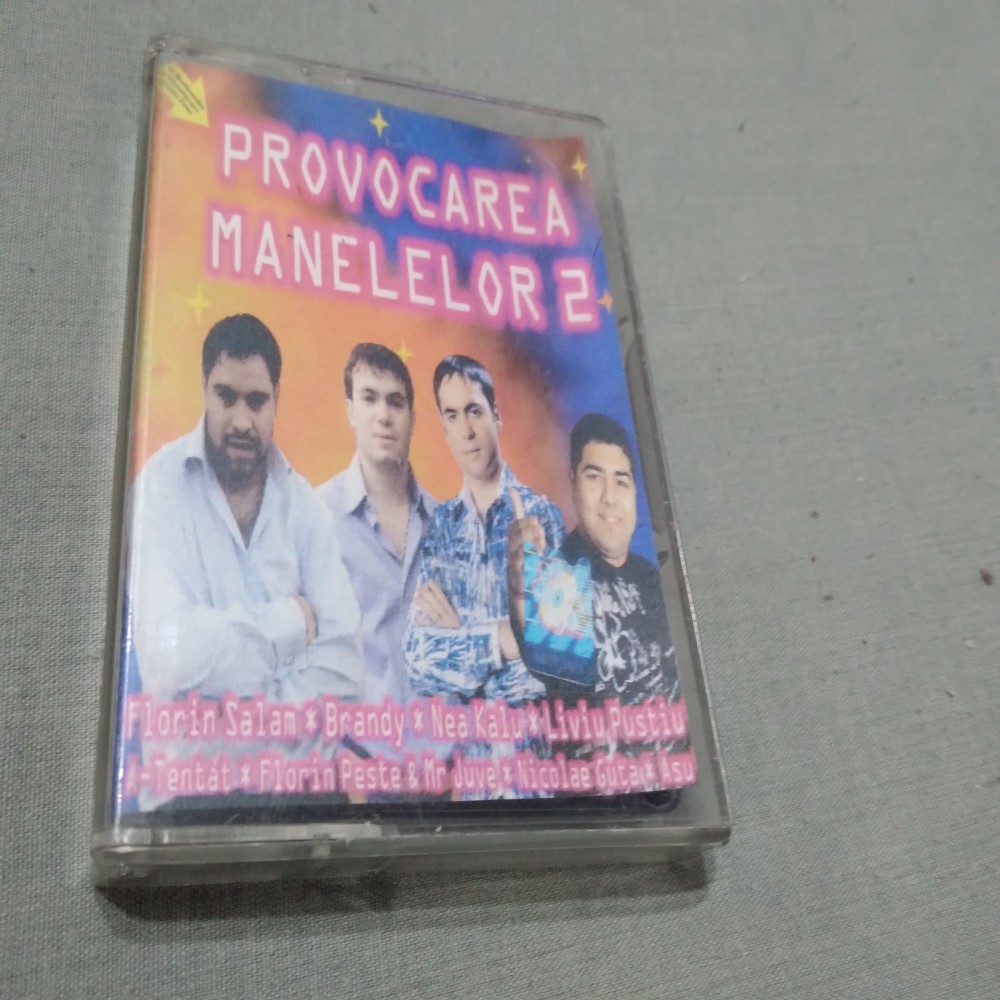 PROVOCAREA
MANELELOR 2
Florin Salam * Brandy * Nea Kalu * Liviu Pustiu
A-Tentat * Florin Peste & Mr Juve * Nicolae Guta * Asu